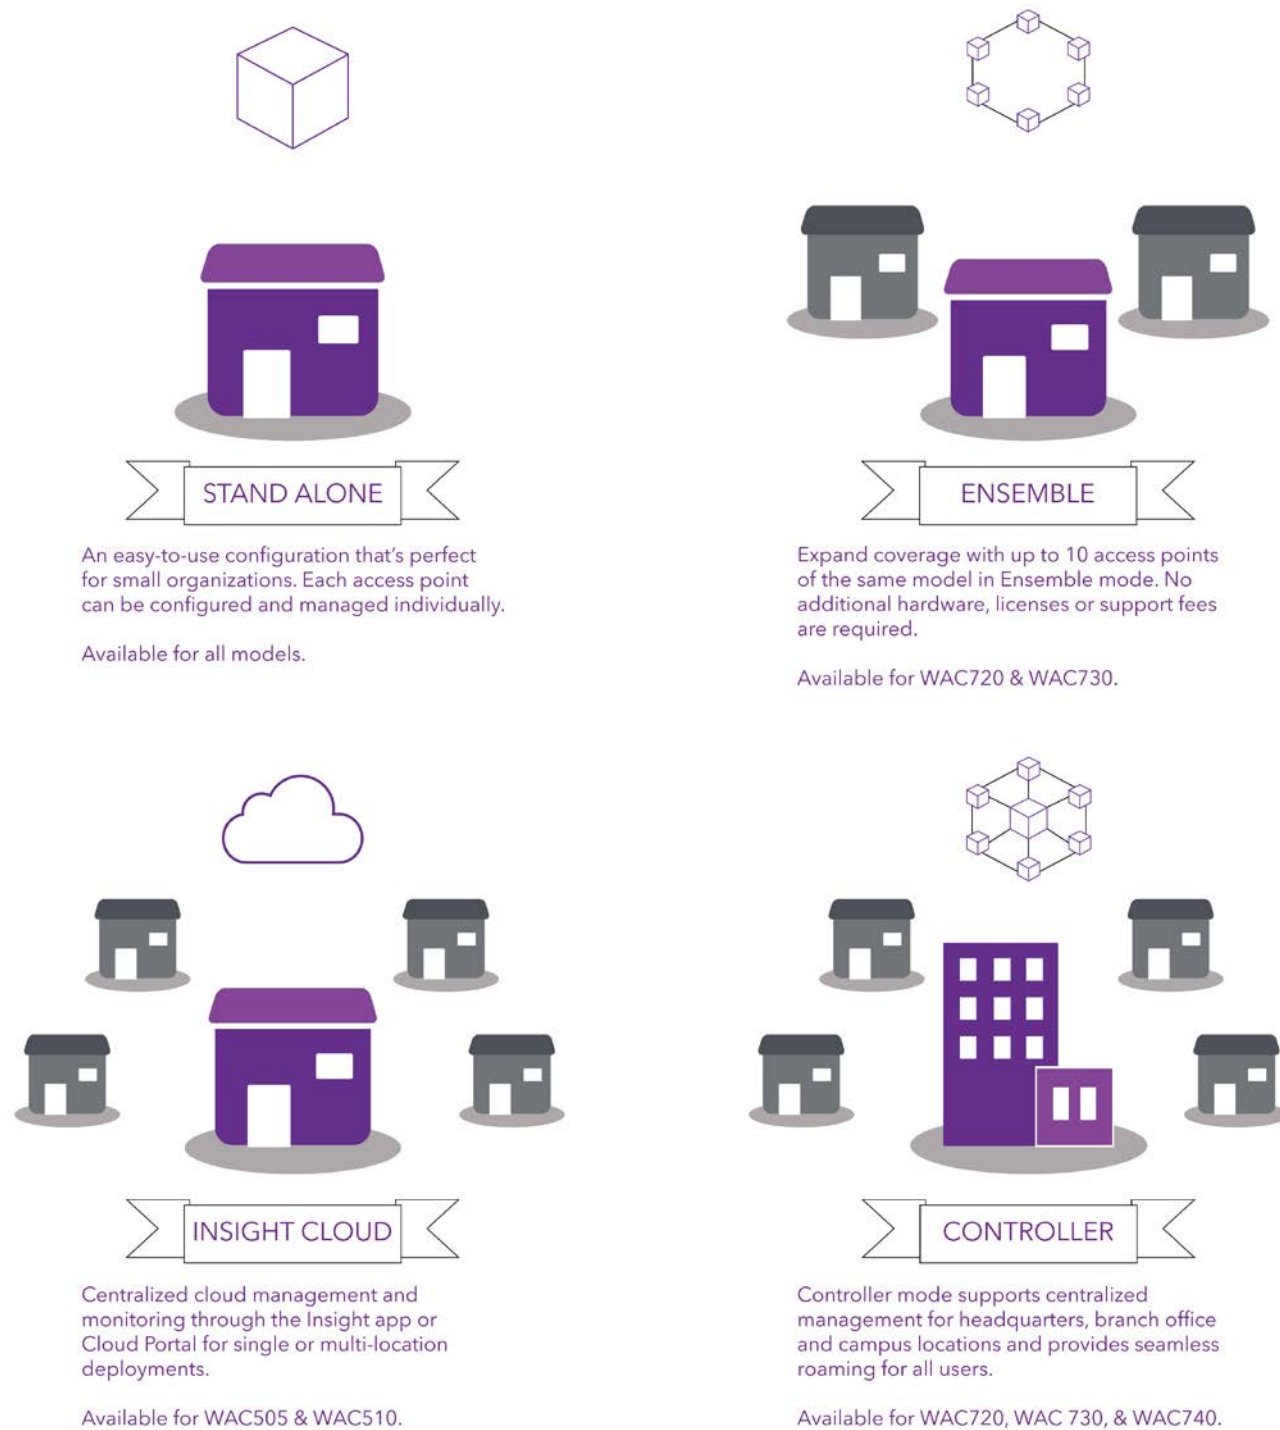 STAND ALONE
An easy-to-use configuration that's perfect
for small organizations. Each access point
can be configured and managed individually.
Available for all models.
ENSEMBLE
Expand coverage with up to 10 access points
of the same model in Ensemble mode. No
additional hardware, licenses or support fees
are required.
Available for WAC720 & WAC730.
INSIGHT CLOUD
Centralized cloud management and
monitoring through the Insight app or
Cloud Portal for single or multi-location
deployments.
Available for WAC505 & WAC510.
CONTROLLER
Controller mode supports centralized
management for headquarters, branch office
and campus locations and provides seamless
roaming for all users.
Available for WAC720, WAC 730, & WAC740.